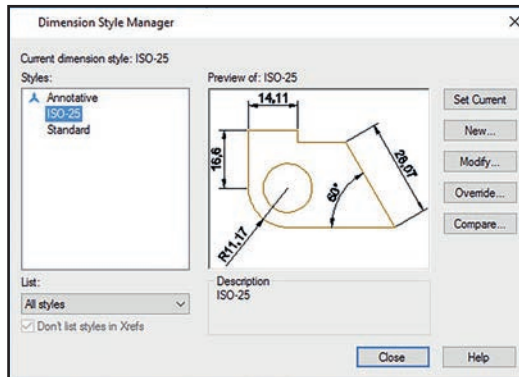 Dimension Style Manager
Current dimension style: ISO-25
Styles:
Annotative
ISO-25
Standard
Preview of: ISO-25
14,11
16,6
28,07
60°
R11,17
Set Current
New...
Modify...
Override...
Compare...
List:
All styles
Don't list styles in Xrefs
Description
ISO-25
Close
Help